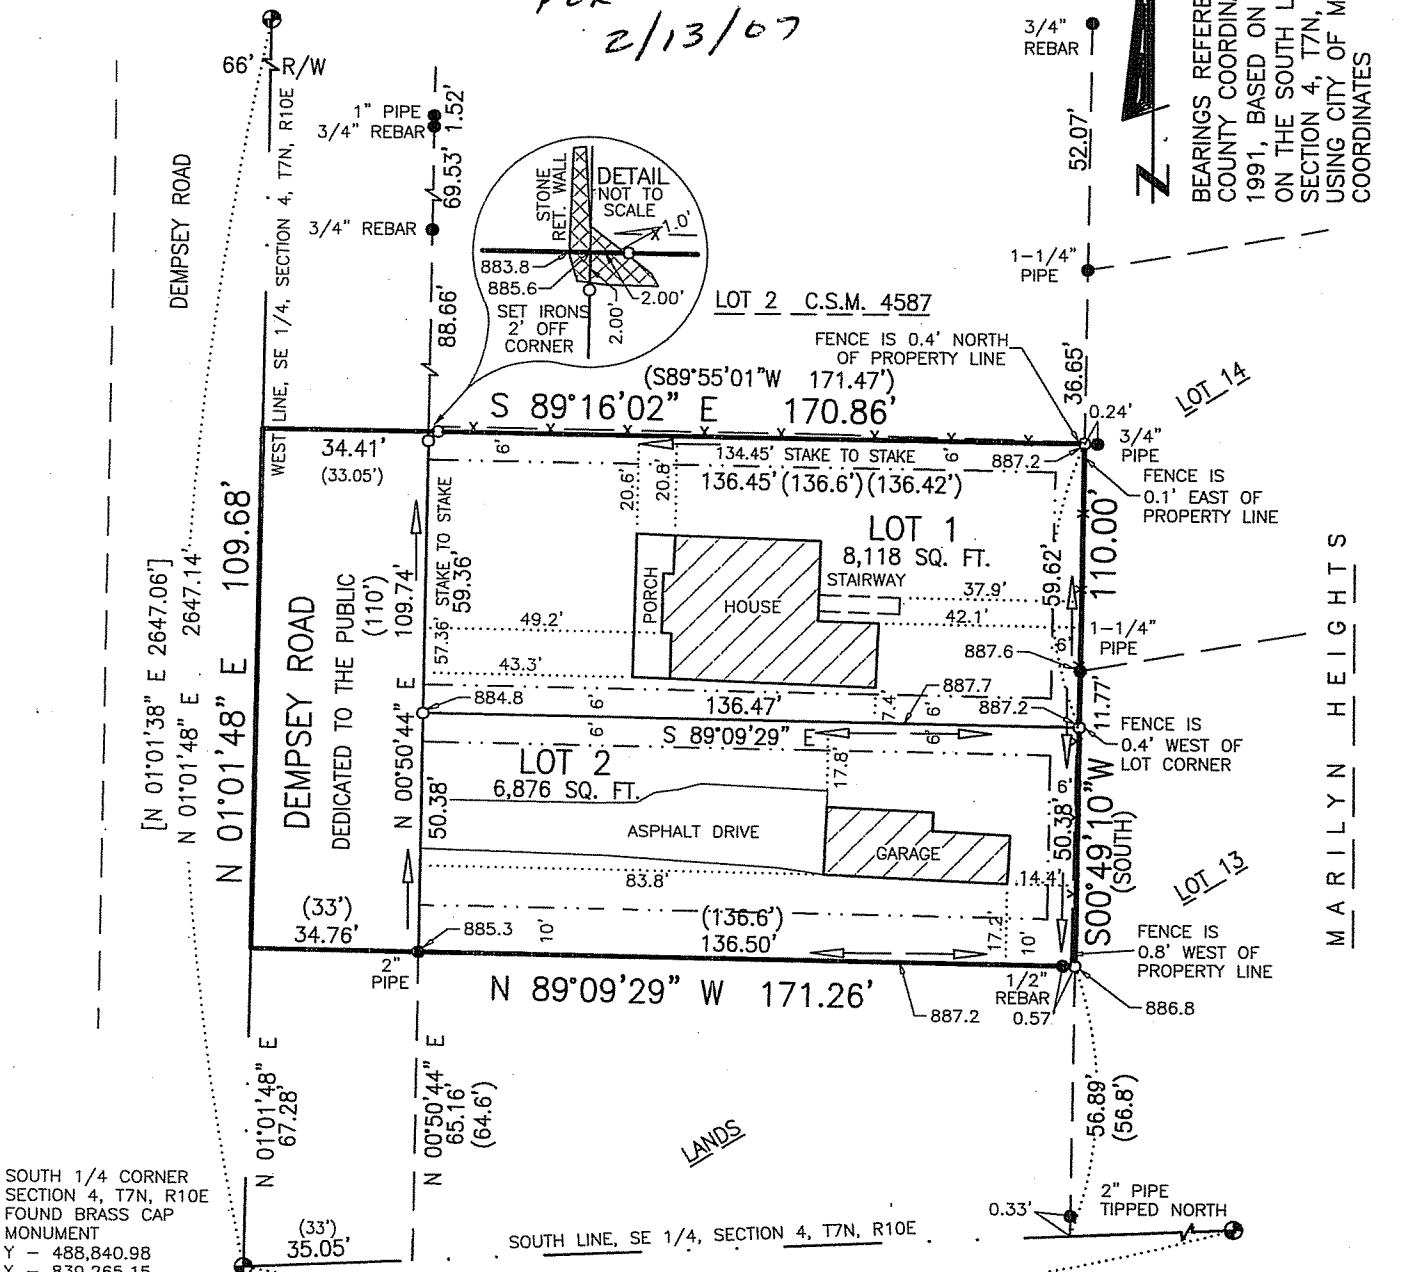 2/13/07
66' R/W
DEMPSEY ROAD
WEST LINE, SE 1/4, SECTION 4, T7N, R10E
1" PIPE
3/4" REBAR
1.52'
69.53'
3/4" REBAR
88.66'
STONE
RET. WALL
DETAIL
NOT TO
SCALE
1.0'
883.8
885.6
2.00'
2.00'
SET IRONS
2' OFF
CORNER
3/4"
REBAR
52.07'
1-1/4"
PIPE
Z
BEARINGS REFERE
COUNTY COORDINA
1991, BASED ON
ON THE SOUTH L
SECTION 4, T7N,
USING CITY OF M
COORDINATES
LOT 2 C.S.M. 4587
FENCE IS 0.4' NORTH
OF PROPERTY LINE
36.65'
LOT 14
(S89°55'01"W 171.47')
S 89°16'02" E 170.86'
0.24'
3/4"
PIPE
34.41'
(33.05')
6'
134.45' STAKE TO STAKE
6'
887.2
136.45' (136.6') (136.42')
FENCE IS
0.1' EAST OF
PROPERTY LINE
20.6'
20.8'
LOT 1
8,118 SQ. FT.
STAIRWAY
PORCH
HOUSE
37.9'
42.1'
49.2'
43.3'
59.62'
110.00'
1-1/4"
PIPE
887.6
6'
57.36' STAKE TO STAKE
59.36'
(110')
109.74'
N 01°01'48" E 109.68'
[N 01°01'38" E 2647.06']
N 01°01'48" E 2647.14'
DEMPSEY ROAD
DEDICATED TO THE PUBLIC
N 00°50'44" E
884.8
6'
136.47'
7.4'
6'
887.7
887.2
11.77'
6'
S 89°09'29" E
6'
FENCE IS
0.4' WEST OF
LOT CORNER
MARILYN HEIGHTS
LOT 2
6,876 SQ. FT.
17.8'
50.38'
ASPHALT DRIVE
GARAGE
6'
50.38'
S00°49'10"W
(SOUTH)
LOT 13
83.8'
14.4'
(33')
34.76'
885.3
10'
(136.6')
136.50'
17.2'
10'
2"
PIPE
N 89°09'29" W 171.26'
887.2
1/2"
REBAR
0.57'
FENCE IS
0.8' WEST OF
PROPERTY LINE
886.8
N 01°01'48" E
67.28'
N 00°50'44" E
65.16'
(64.6')
LANDS
56.89'
(56.8')
SOUTH 1/4 CORNER
SECTION 4, T7N, R10E
FOUND BRASS CAP
MONUMENT
Y - 488,840.98
(33')
35.05'
SOUTH LINE, SE 1/4, SECTION 4, T7N, R10E
0.33'
2" PIPE
TIPPED NORTH